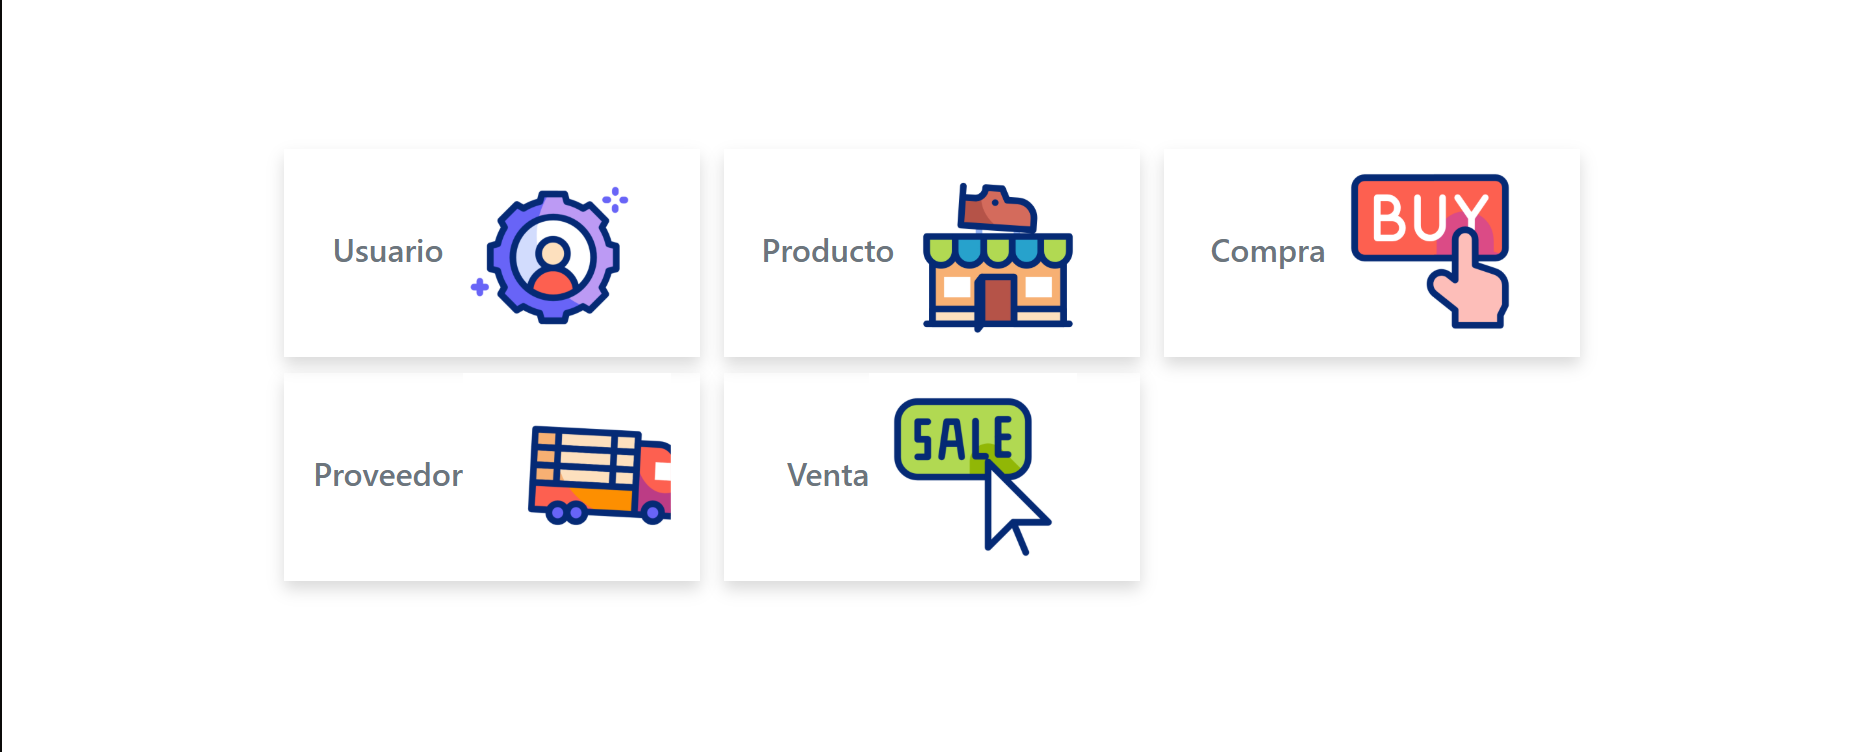 Usuario
Producto
Compra
BUY
Proveedor
Venta
SALE